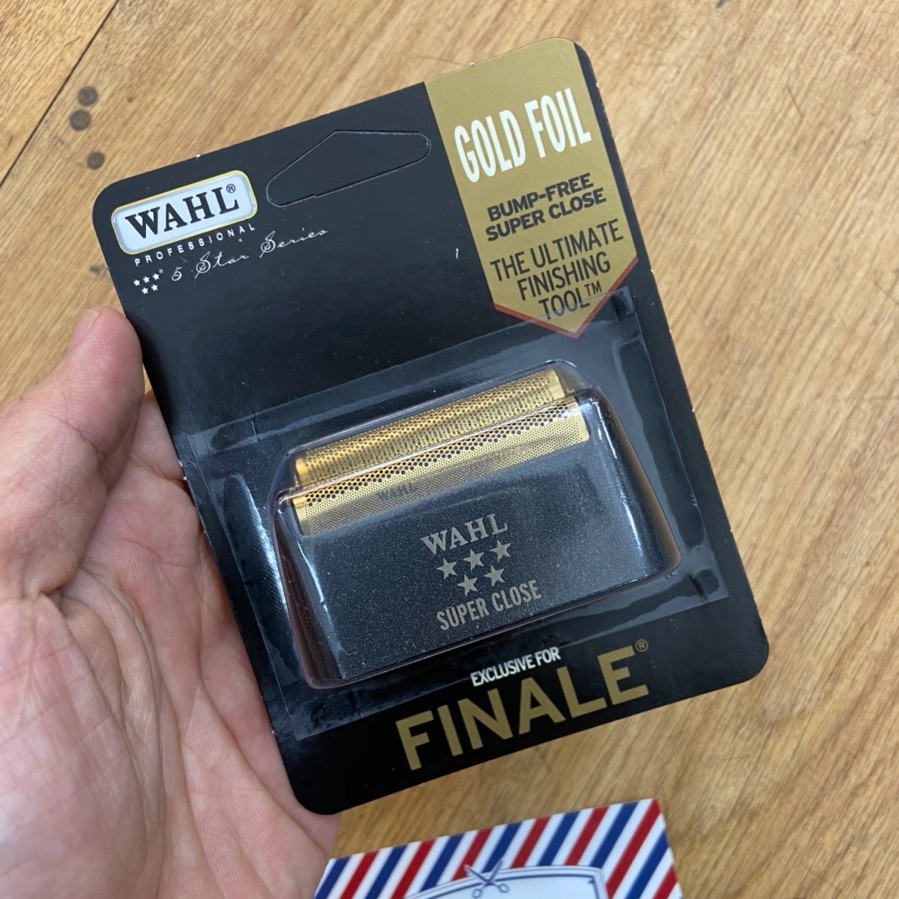 WAHL®
PROFESSIONAL
5 Star Series
GOLD FOIL
BUMP-FREE
SUPER CLOSE
THE ULTIMATE
FINISHING
TOOL™
WAHL
WAHL
SUPER CLOSE
EXCLUSIVE FOR
FINALE®